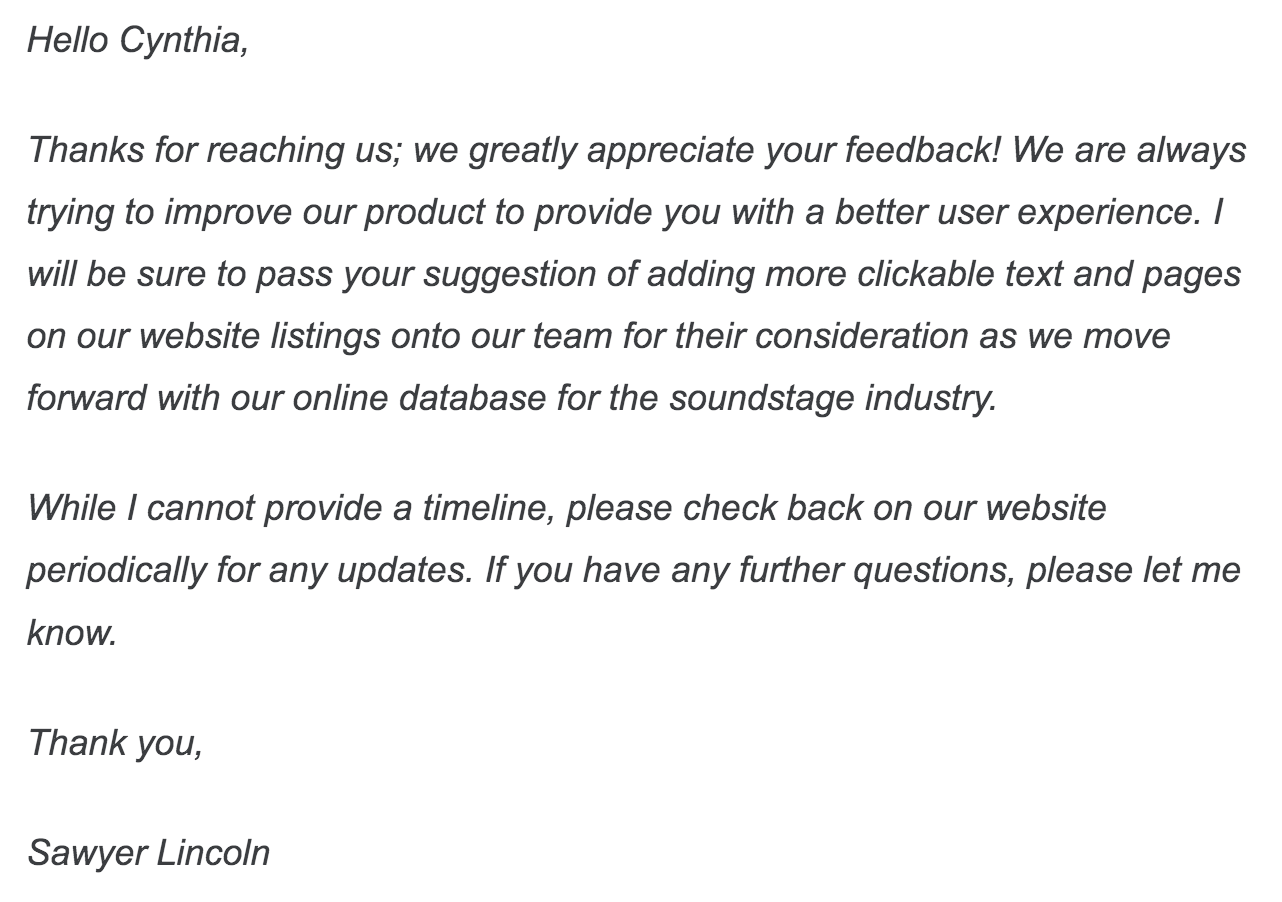 Hello Cynthia,
Thanks for reaching us; we greatly appreciate your feedback! We are always
trying to improve our product to provide you with a better user experience. I
will be sure to pass your suggestion of adding more clickable text and pages
on our website listings onto our team for their consideration as we move
forward with our online database for the soundstage industry.
While I cannot provide a timeline, please check back on our website
periodically for any updates. If you have any further questions, please let me
know.
Thank you,
Sawyer Lincoln